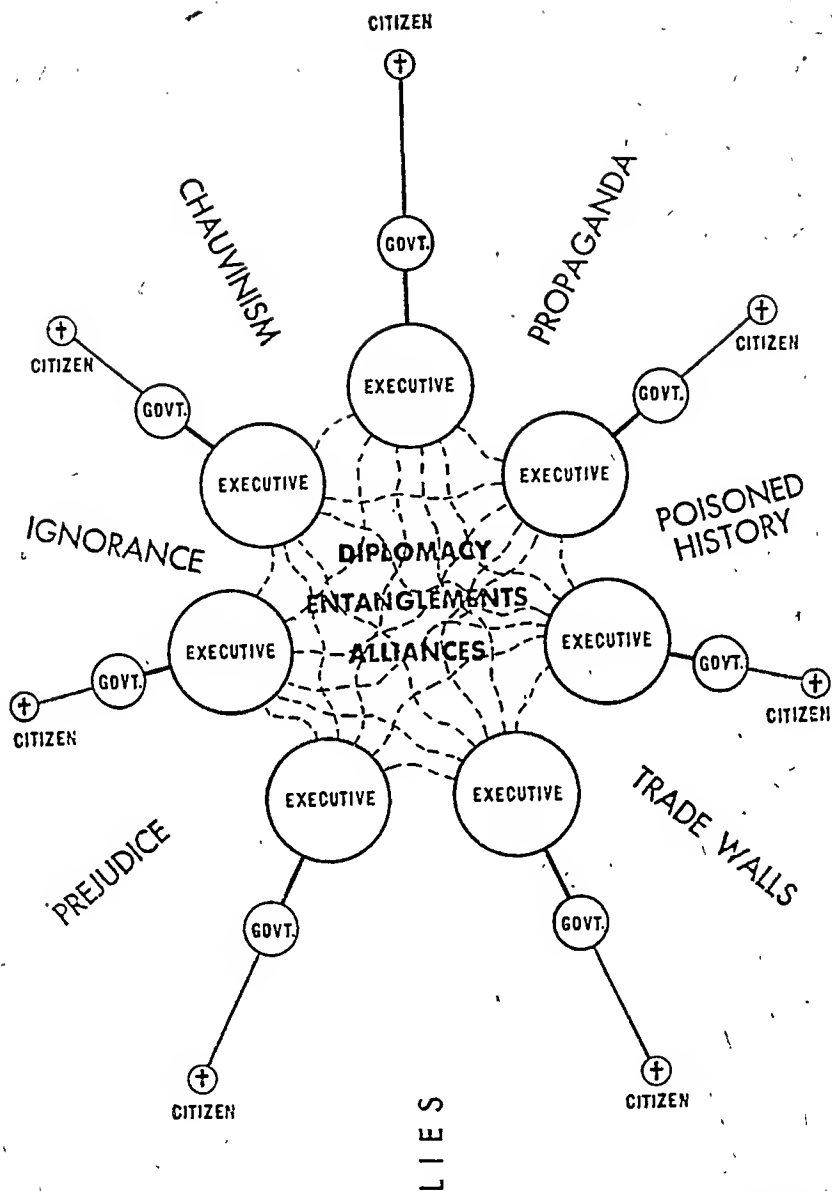 CITIZEN
GOVT.
EXECUTIVE
CHAUVINISM
PROPAGANDA
CITIZEN
GOVT.
EXECUTIVE
CITIZEN
GOVT.
EXECUTIVE
IGNORANCE
POISONED
HISTORY
DIPLOMACY
ENTANGLEMENTS
ALLIANCES
EXECUTIVE
GOVT.
CITIZEN
EXECUTIVE
GOVT.
CITIZEN
PREJUDICE
TRADE WALLS
EXECUTIVE
GOVT.
CITIZEN
EXECUTIVE
GOVT.
CITIZEN
LIES